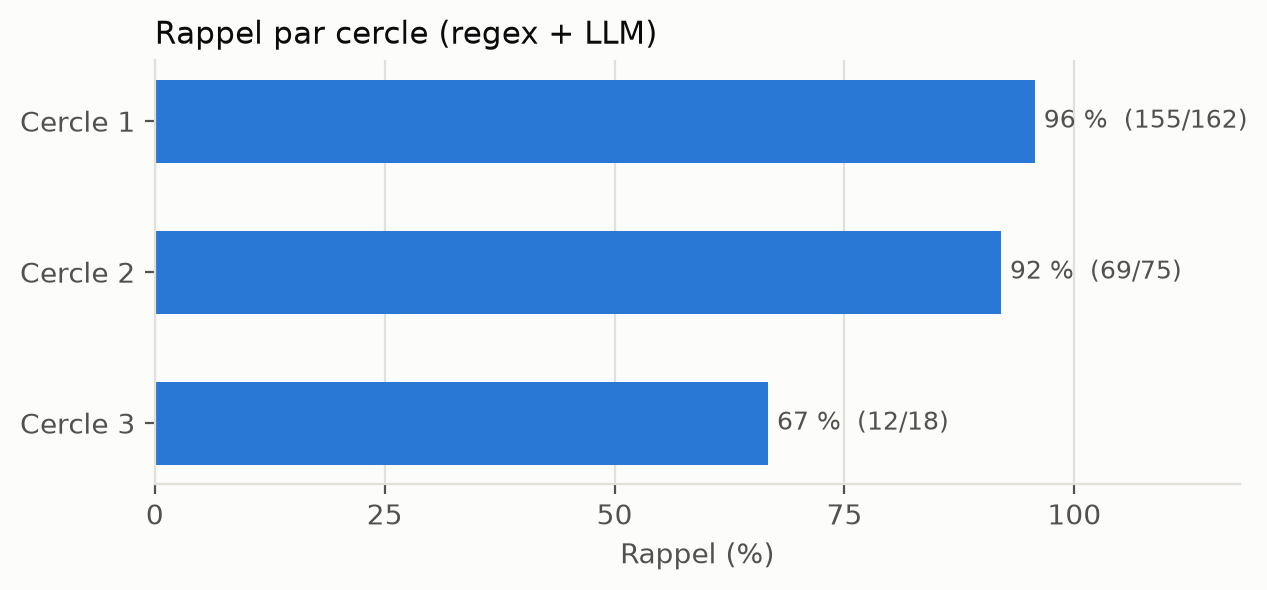 Rappel par cercle (regex + LLM)
Cercle 1
96 %  (155/162)
Cercle 2
92 %  (69/75)
Cercle 3
67 %  (12/18)
0 25 50 75 100
Rappel (%)